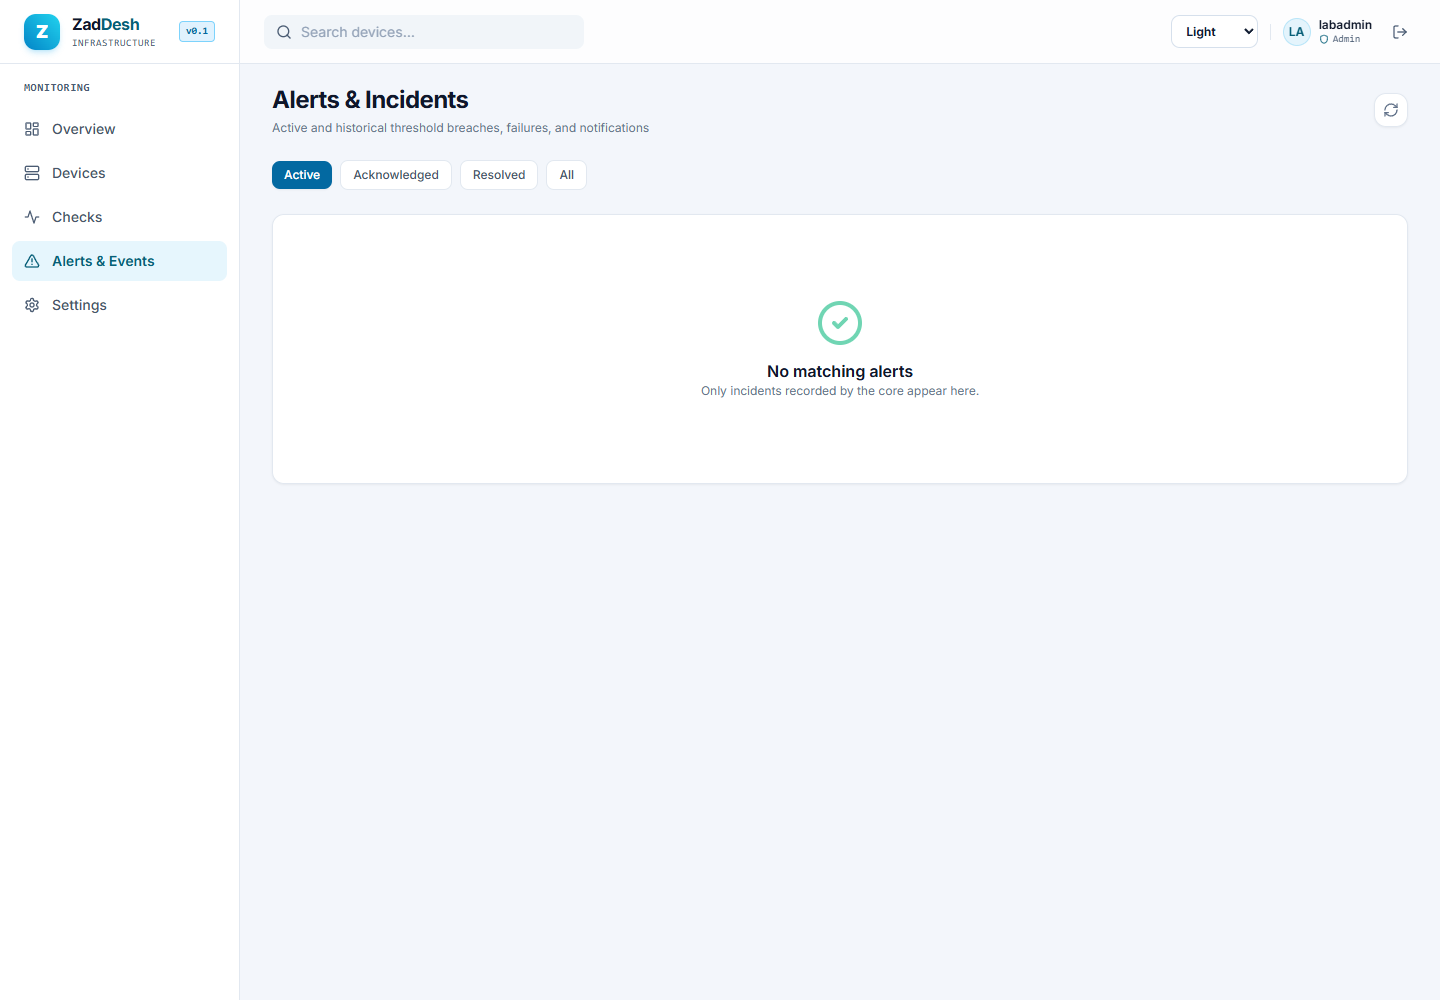 Z
ZadDesh
INFRASTRUCTURE
v0.1
Search devices...
Light
LA
labadmin
Admin
MONITORING
Overview
Devices
Checks
Alerts & Events
Settings
Alerts & Incidents
Active and historical threshold breaches, failures, and notifications
Active
Acknowledged
Resolved
All
No matching alerts
Only incidents recorded by the core appear here.